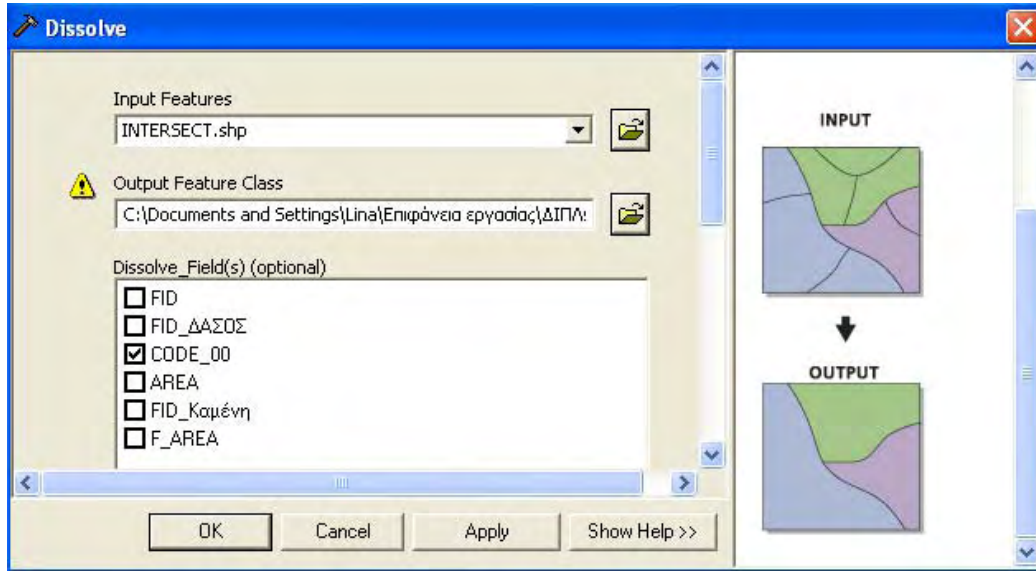 Dissolve
Input Features
INTERSECT.shp
Output Feature Class
C:\Documents and Settings\Lina\Επιφάνεια εργασίας\ΔΙΠΛ
Dissolve_Field(s) (optional)
FID
FID_ΔΑΣΟΣ
CODE_00
AREA
FID_Καμένη
F_AREA
OK
Cancel
Apply
Show Help >>
INPUT
OUTPUT